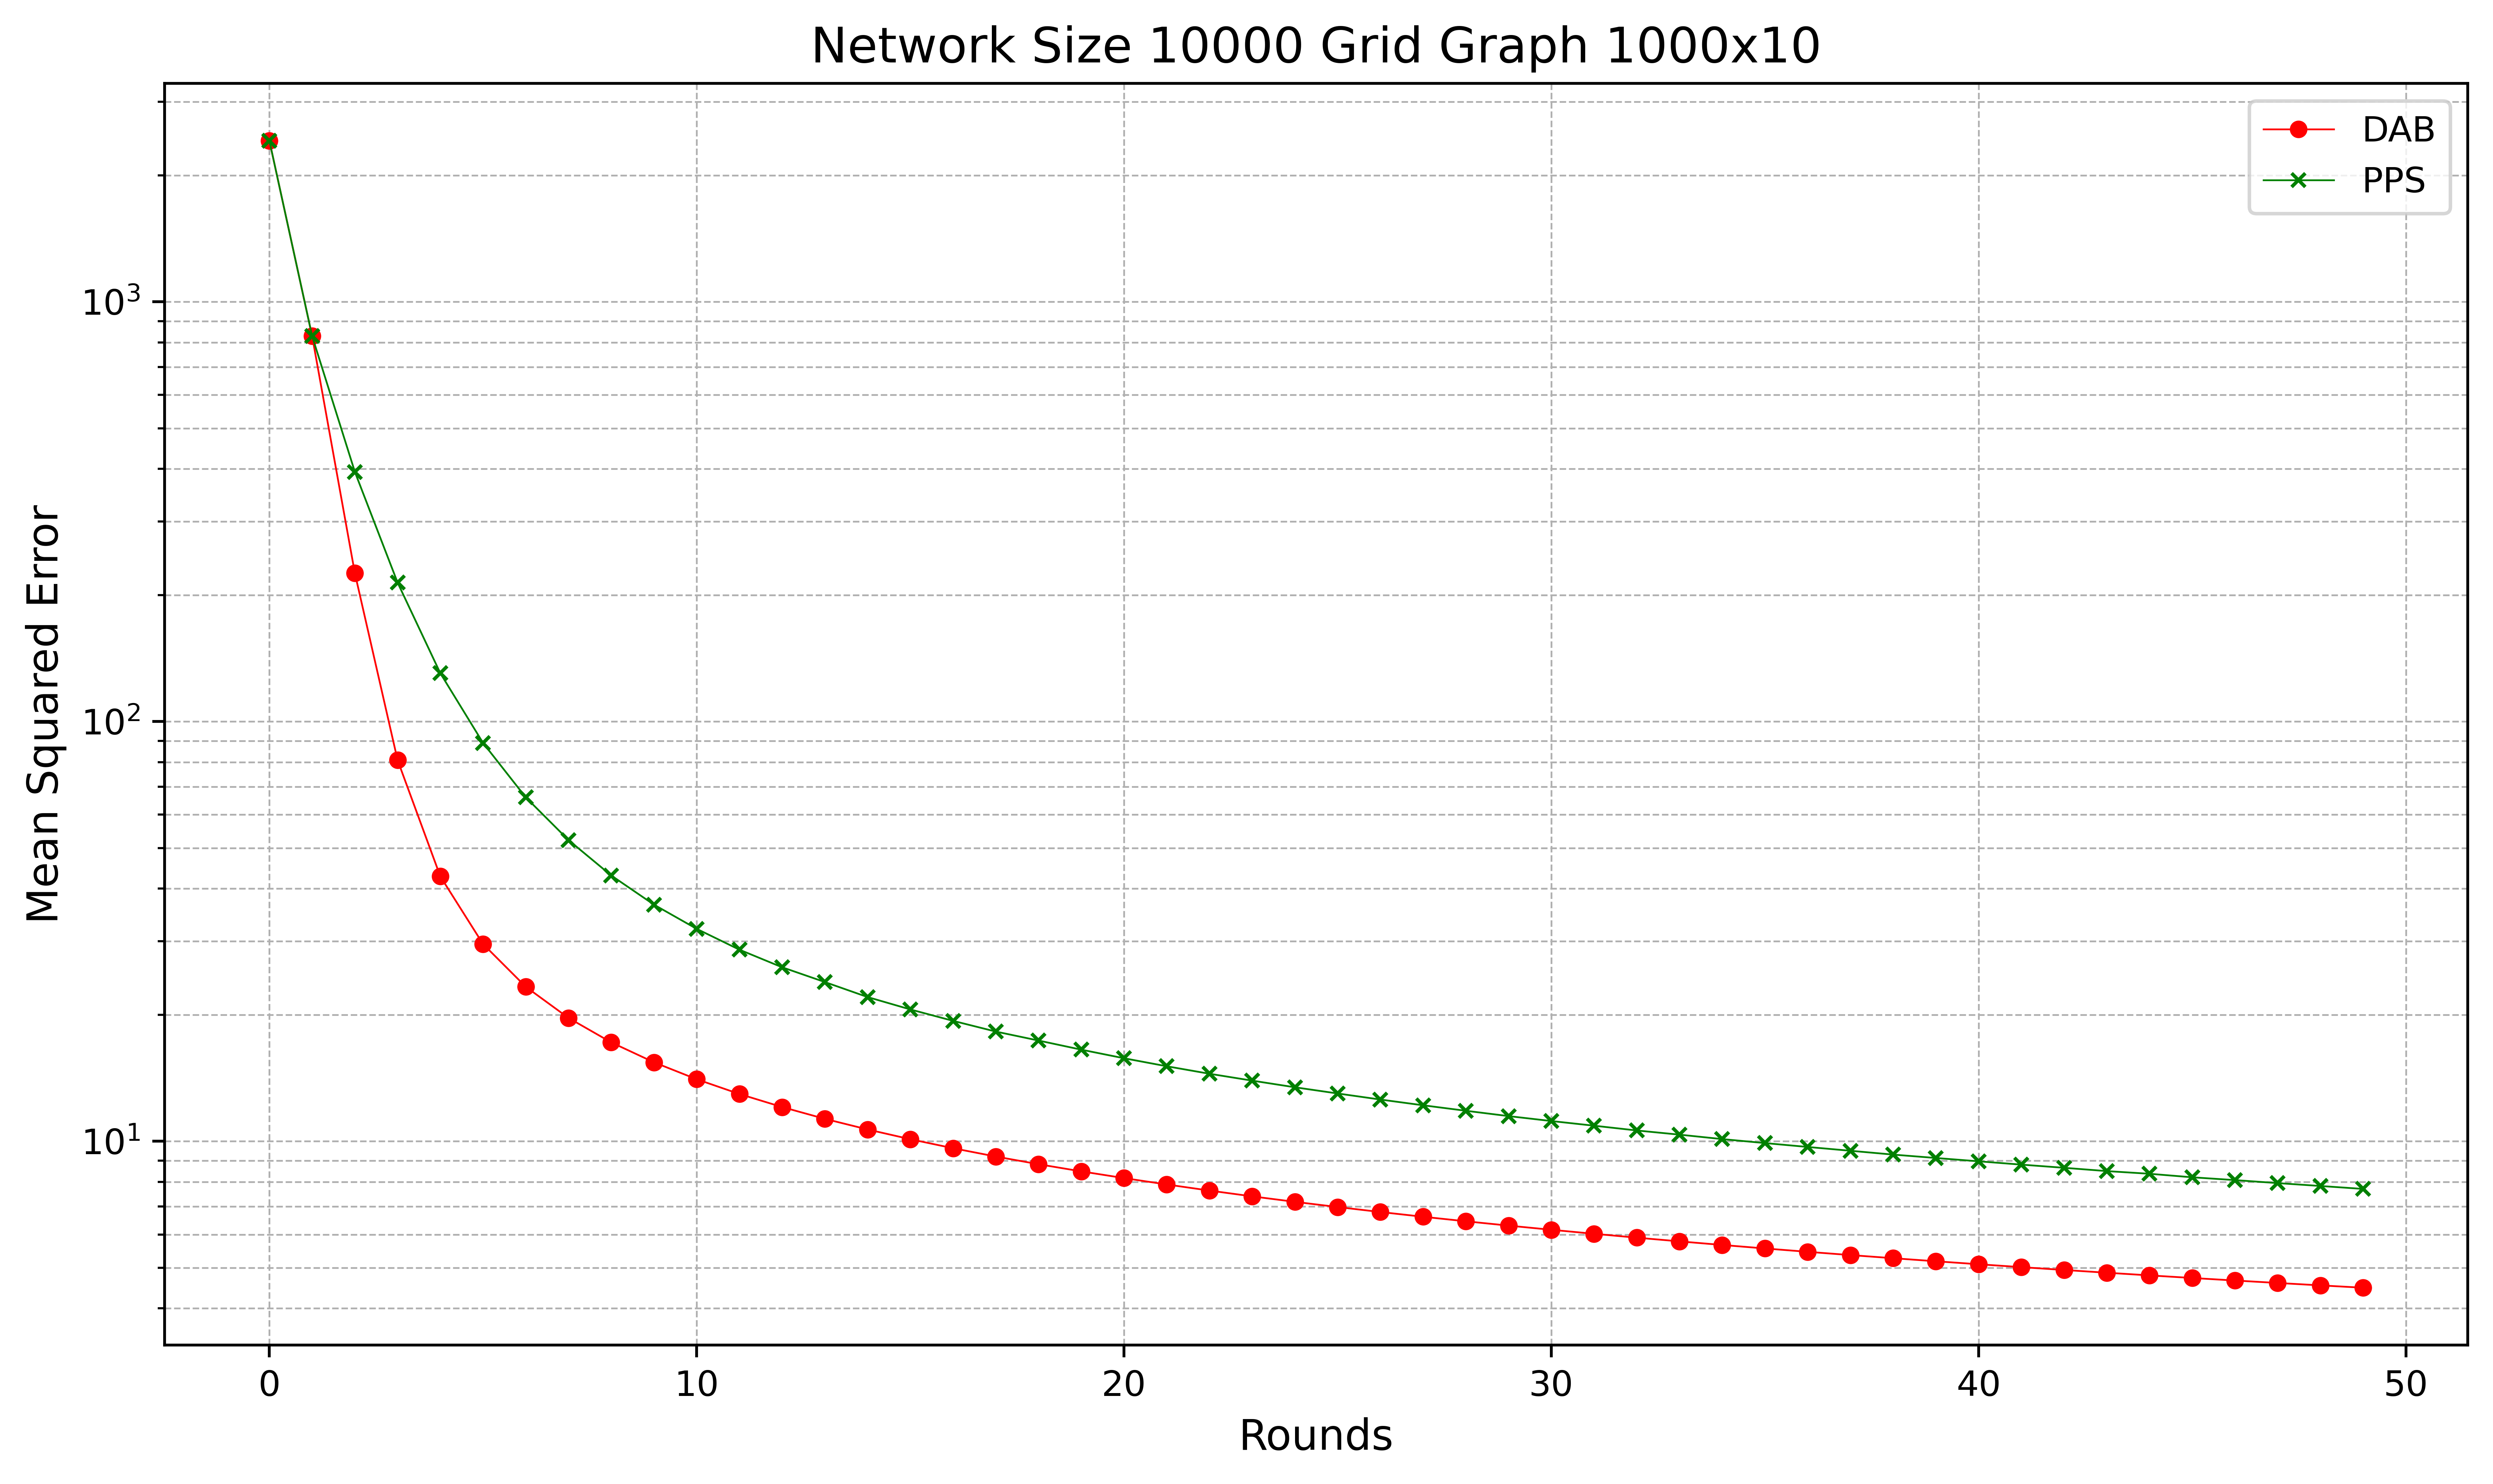 Network Size 10000 Grid Graph 1000x10
DAB
PPS
Mean Squared Error
10³
10²
10¹
0 10 20 30 40 50
Rounds